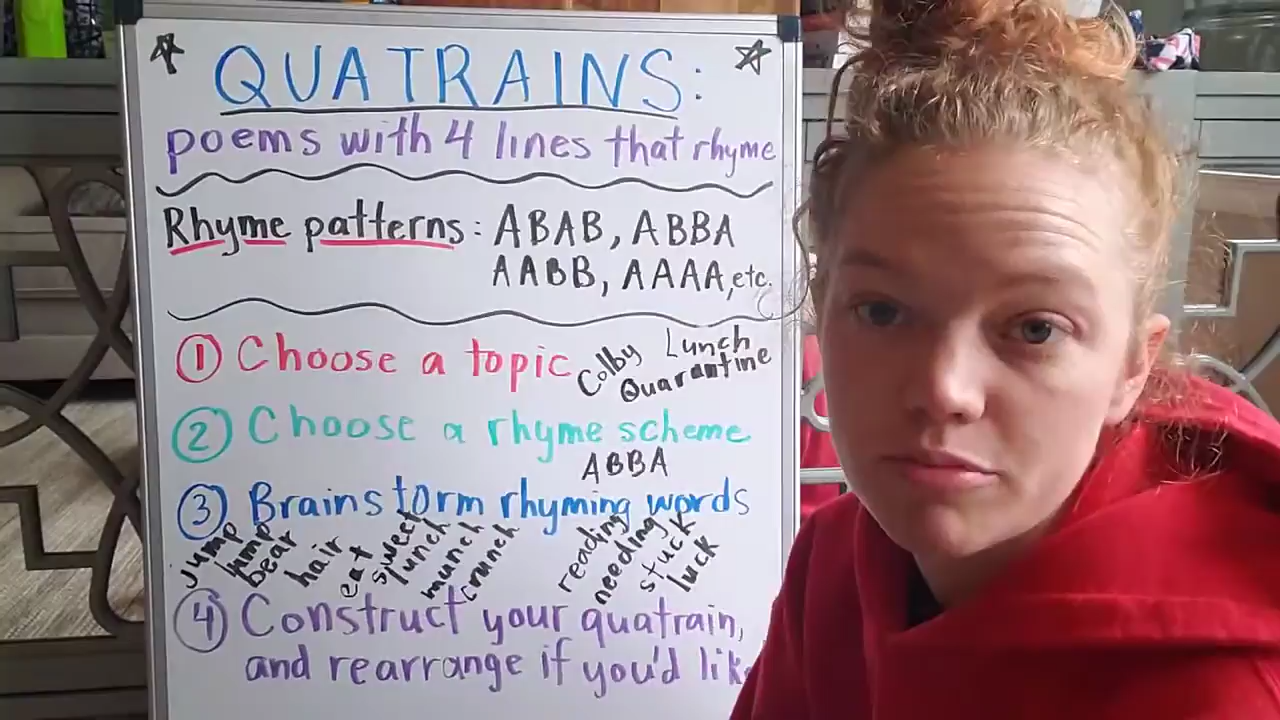 QUATRAINS:
poems with 4 lines that rhyme
Rhyme patterns: ABAB, ABBA
AABB, AAAA, etc.
① Choose a topic
Colby
Lunch
Quarantine
② Choose a rhyme scheme
ABBA
③ Brainstorm rhyming words
jump
bear
hair
eat
sweet
lunch
munch
crunch
reading
needing
stuck
luck
④ Construct your quatrain,
and rearrange if you'd